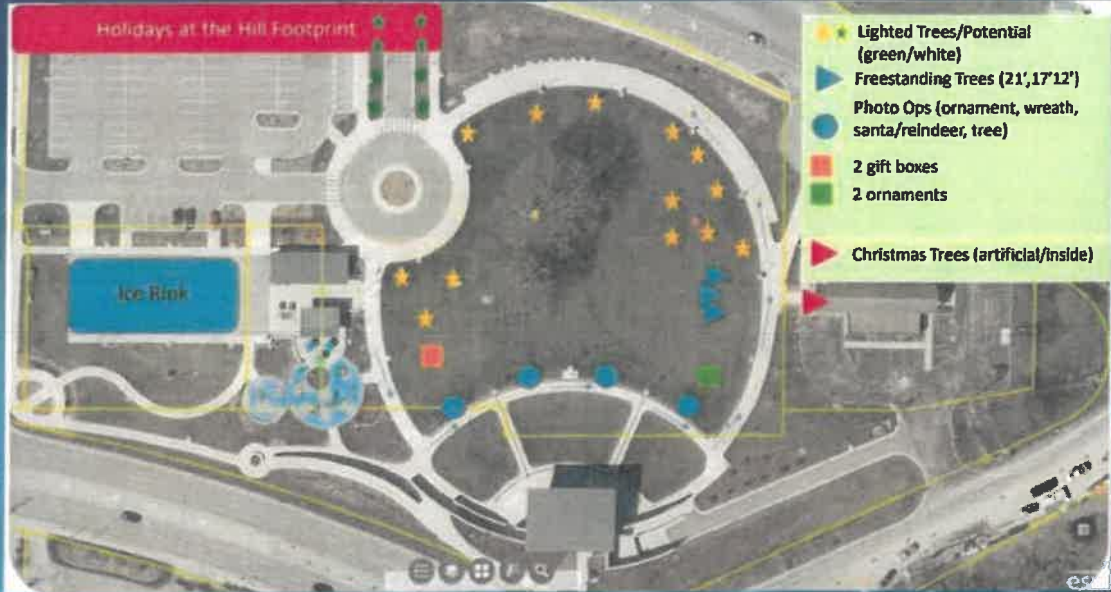 Holidays at the Hill Footprint
Lighted Trees/Potential
(green/white)
Freestanding Trees (21',17'12')
Photo Ops (ornament, wreath,
santa/reindeer, tree)
2 gift boxes
2 ornaments
Christmas Trees (artificial/inside)
Ice Rink